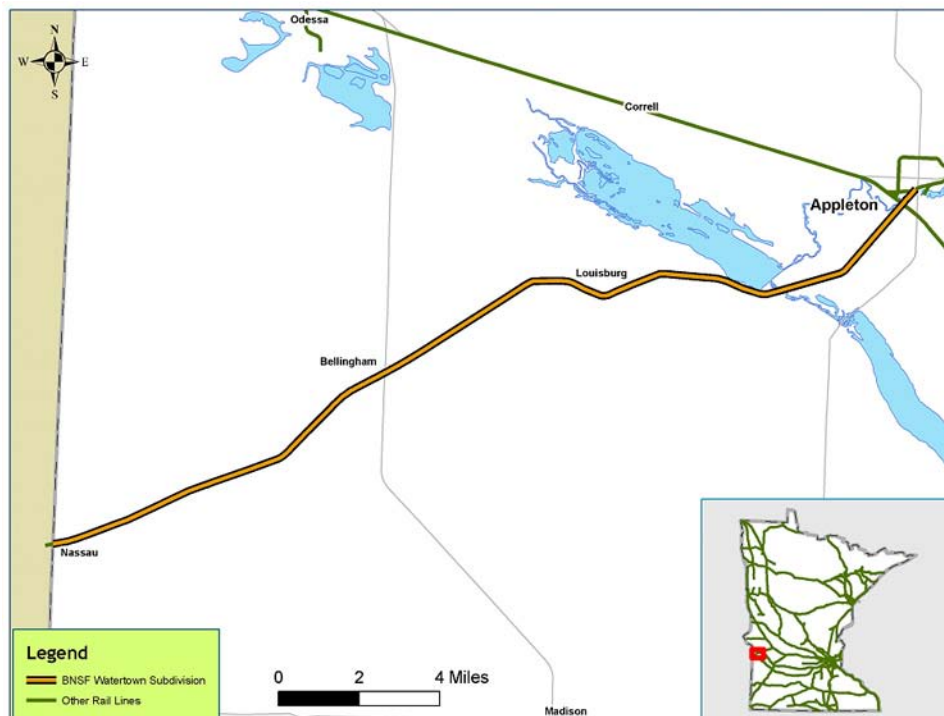 Odessa
N
W E
S
Correll
Appleton
Louisburg
Bellingham
Nassau
Legend
BNSF Watertown Subdivision
Other Rail Lines
0 2 4 Miles
Madison